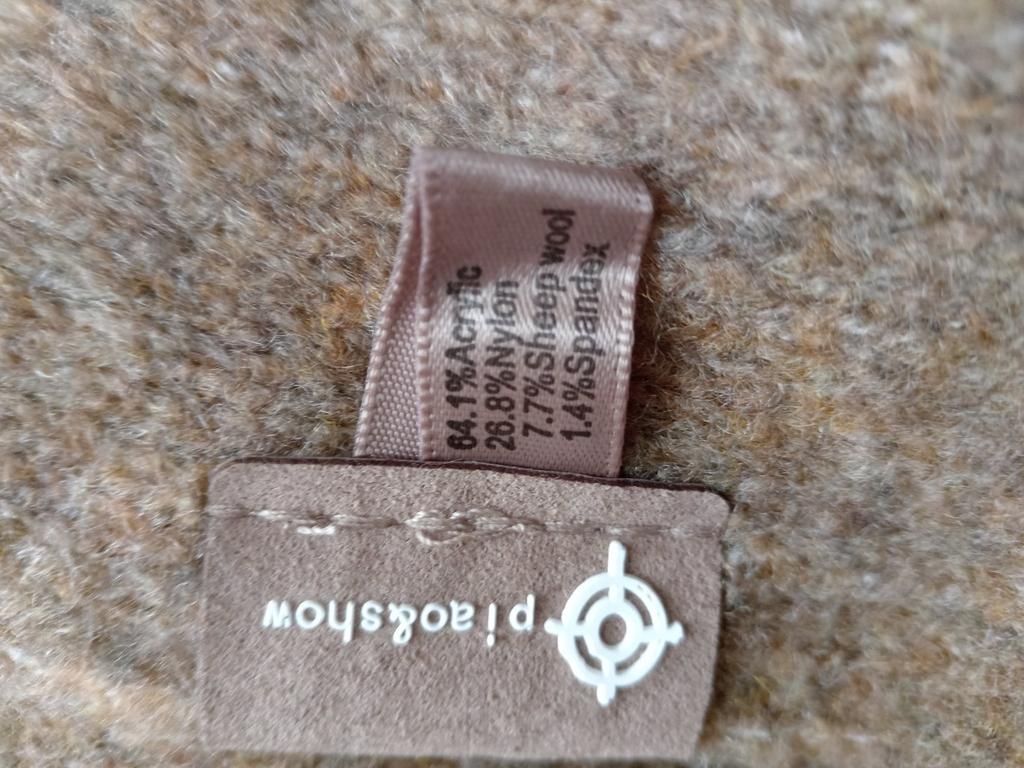 64.1%Acrylic
26.8%Nylon
7.7%Sheep wool
1.4%Spandex
piao&show